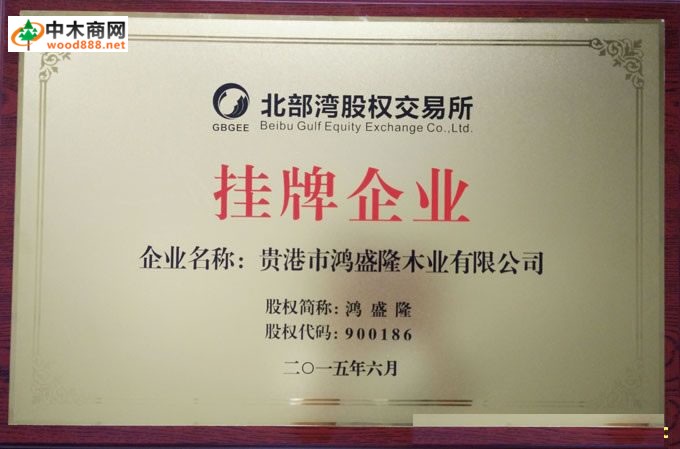 中木商网
wood888.net
北部湾股权交易所
GBGEE
Beibu Gulf Equity Exchange Co.,Ltd.
挂牌企业
企业名称：贵港市鸿盛隆木业有限公司
股权简称：鸿盛隆
股权代码：900186
二〇一五年六月